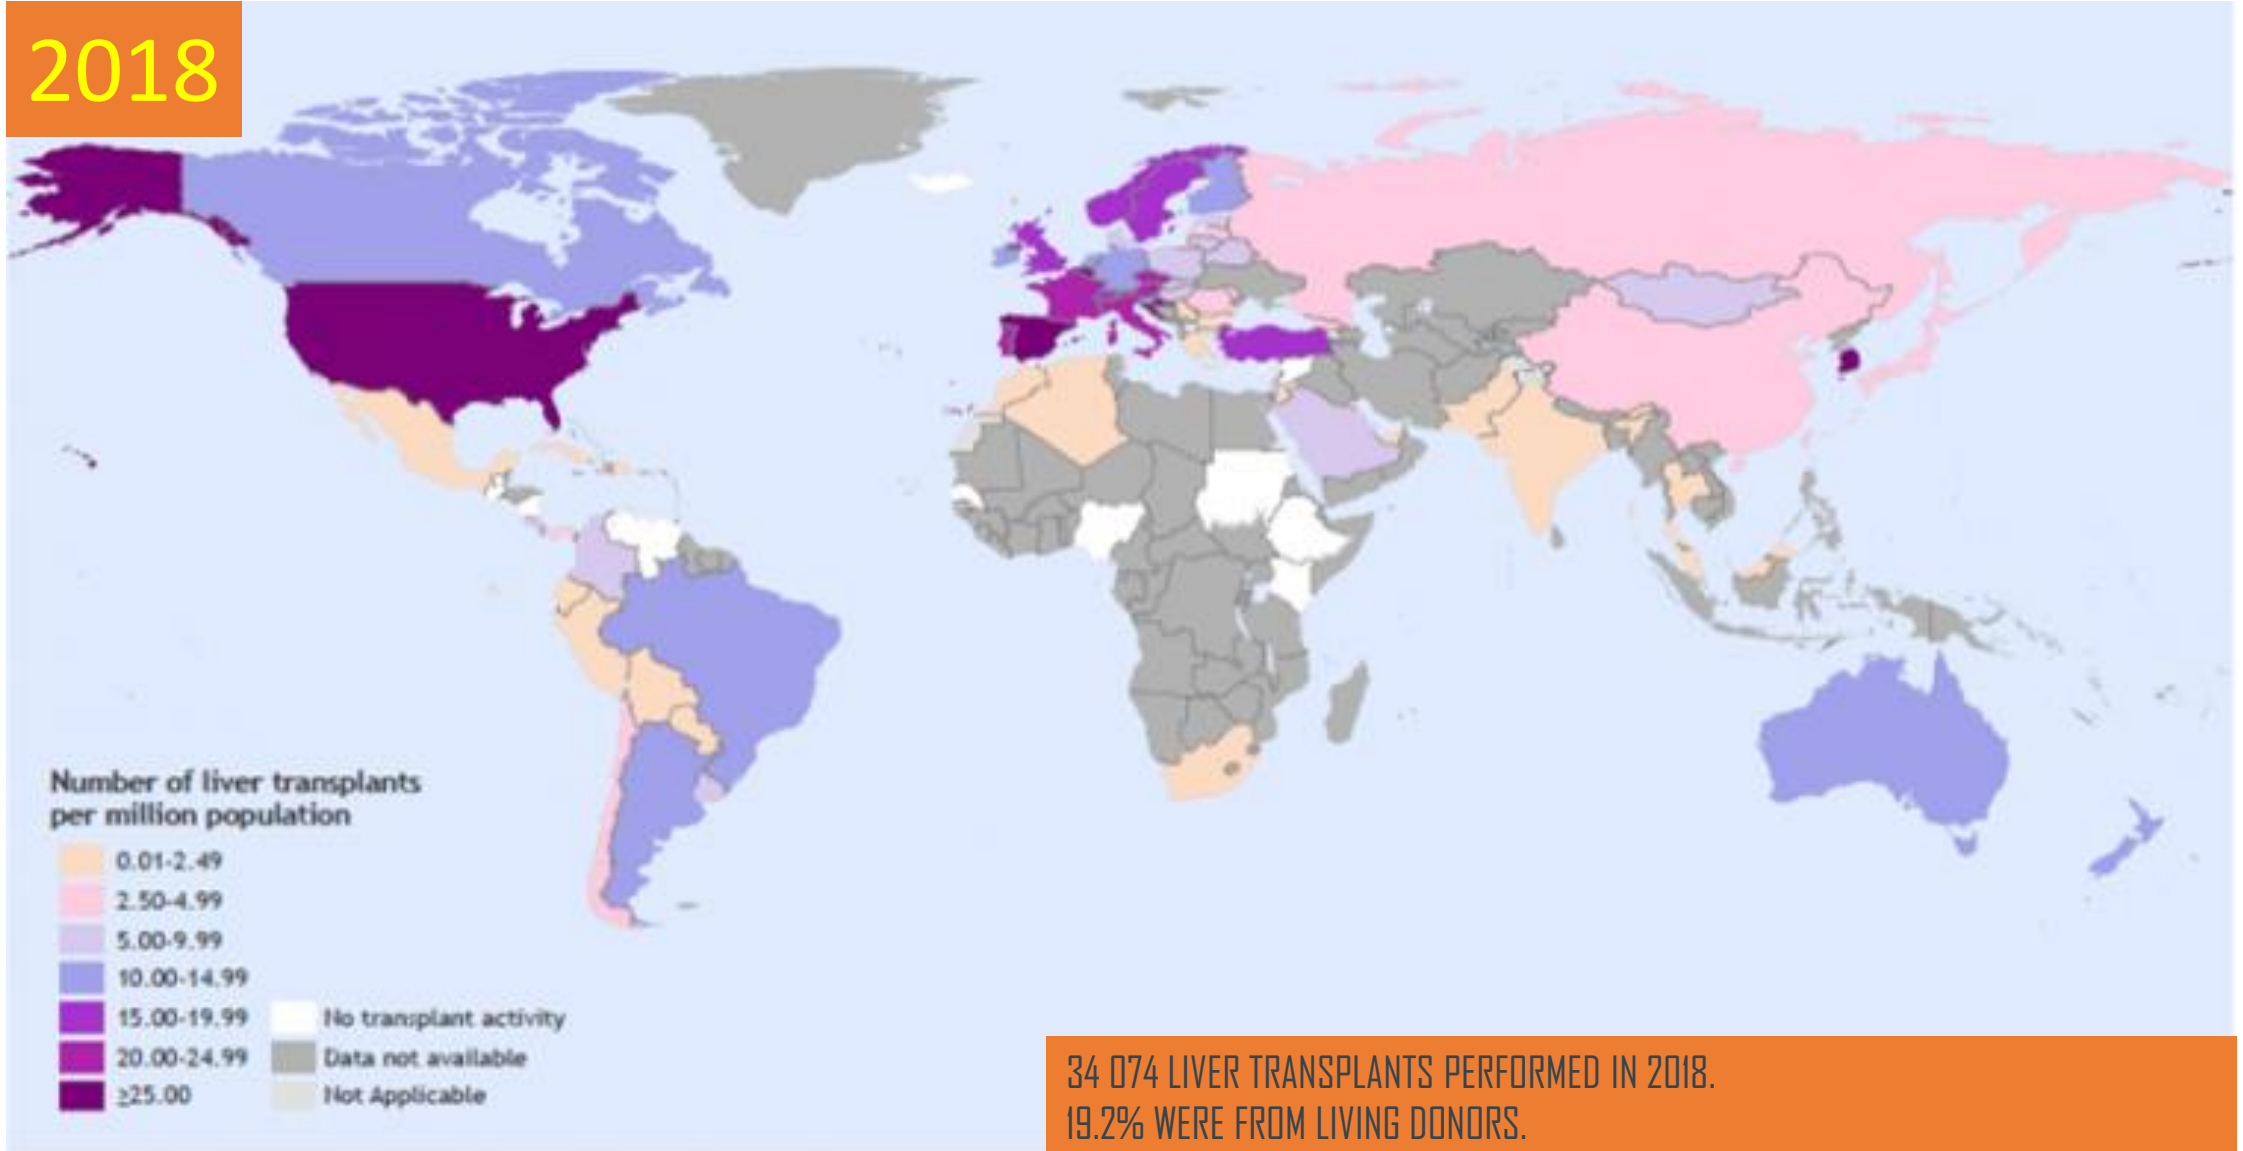 2018
Number of liver transplants
per million population
0.01-2.49
2.50-4.99
5.00-9.99
10.00-14.99
15.00-19.99
20.00-24.99
≥25.00
No transplant activity
Data not available
Not Applicable
34 074 LIVER TRANSPLANTS PERFORMED IN 2018.
19.2% WERE FROM LIVING DONORS.